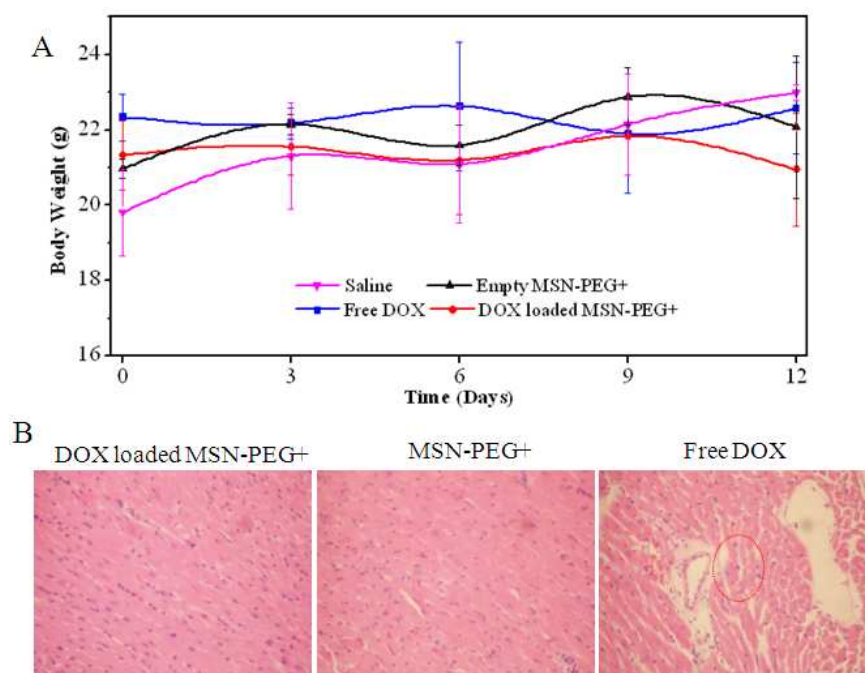 A
24
22
20
18
16
Body Weight (g)
Saline
Empty MSN-PEG+
Free DOX
DOX loaded MSN-PEG+
0 3 6 9 12
Time (Days)
B
DOX loaded MSN-PEG+ MSN-PEG+ Free DOX